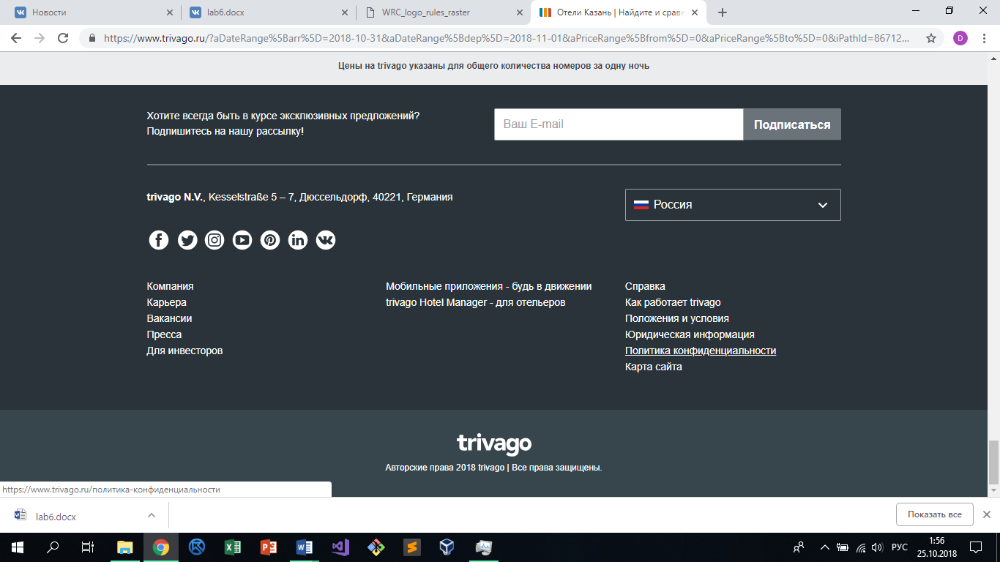 Новости
lab6.docx
WRC_logo_rules_raster
Отели Казань | Найдите и сравн
https://www.trivago.ru/?aDateRange%5Barr%5D=2018-10-31&aDateRange%5Bdep%5D=2018-11-01&aPriceRange%5Bfrom%5D=0&aPriceRange%5Bto%5D=0&iPathId=86712...
D
Цены на trivago указаны для общего количества номеров за одну ночь
Хотите всегда быть в курсе эксклюзивных предложений?
Подпишитесь на нашу рассылку!
Ваш E-mail
Подписаться
trivago N.V., Kesselstraße 5 – 7, Дюссельдорф, 40221, Германия
Россия
Компания
Карьера
Вакансии
Пресса
Для инвесторов
Мобильные приложения - будь в движении
trivago Hotel Manager - для отельеров
Справка
Как работает trivago
Положения и условия
Юридическая информация
Политика конфиденциальности
Карта сайта
trivago
Авторские права 2018 trivago | Все права защищены.
https://www.trivago.ru/политика-конфиденциальности
lab6.docx
Показать все
РУС
1:56
25.10.2018